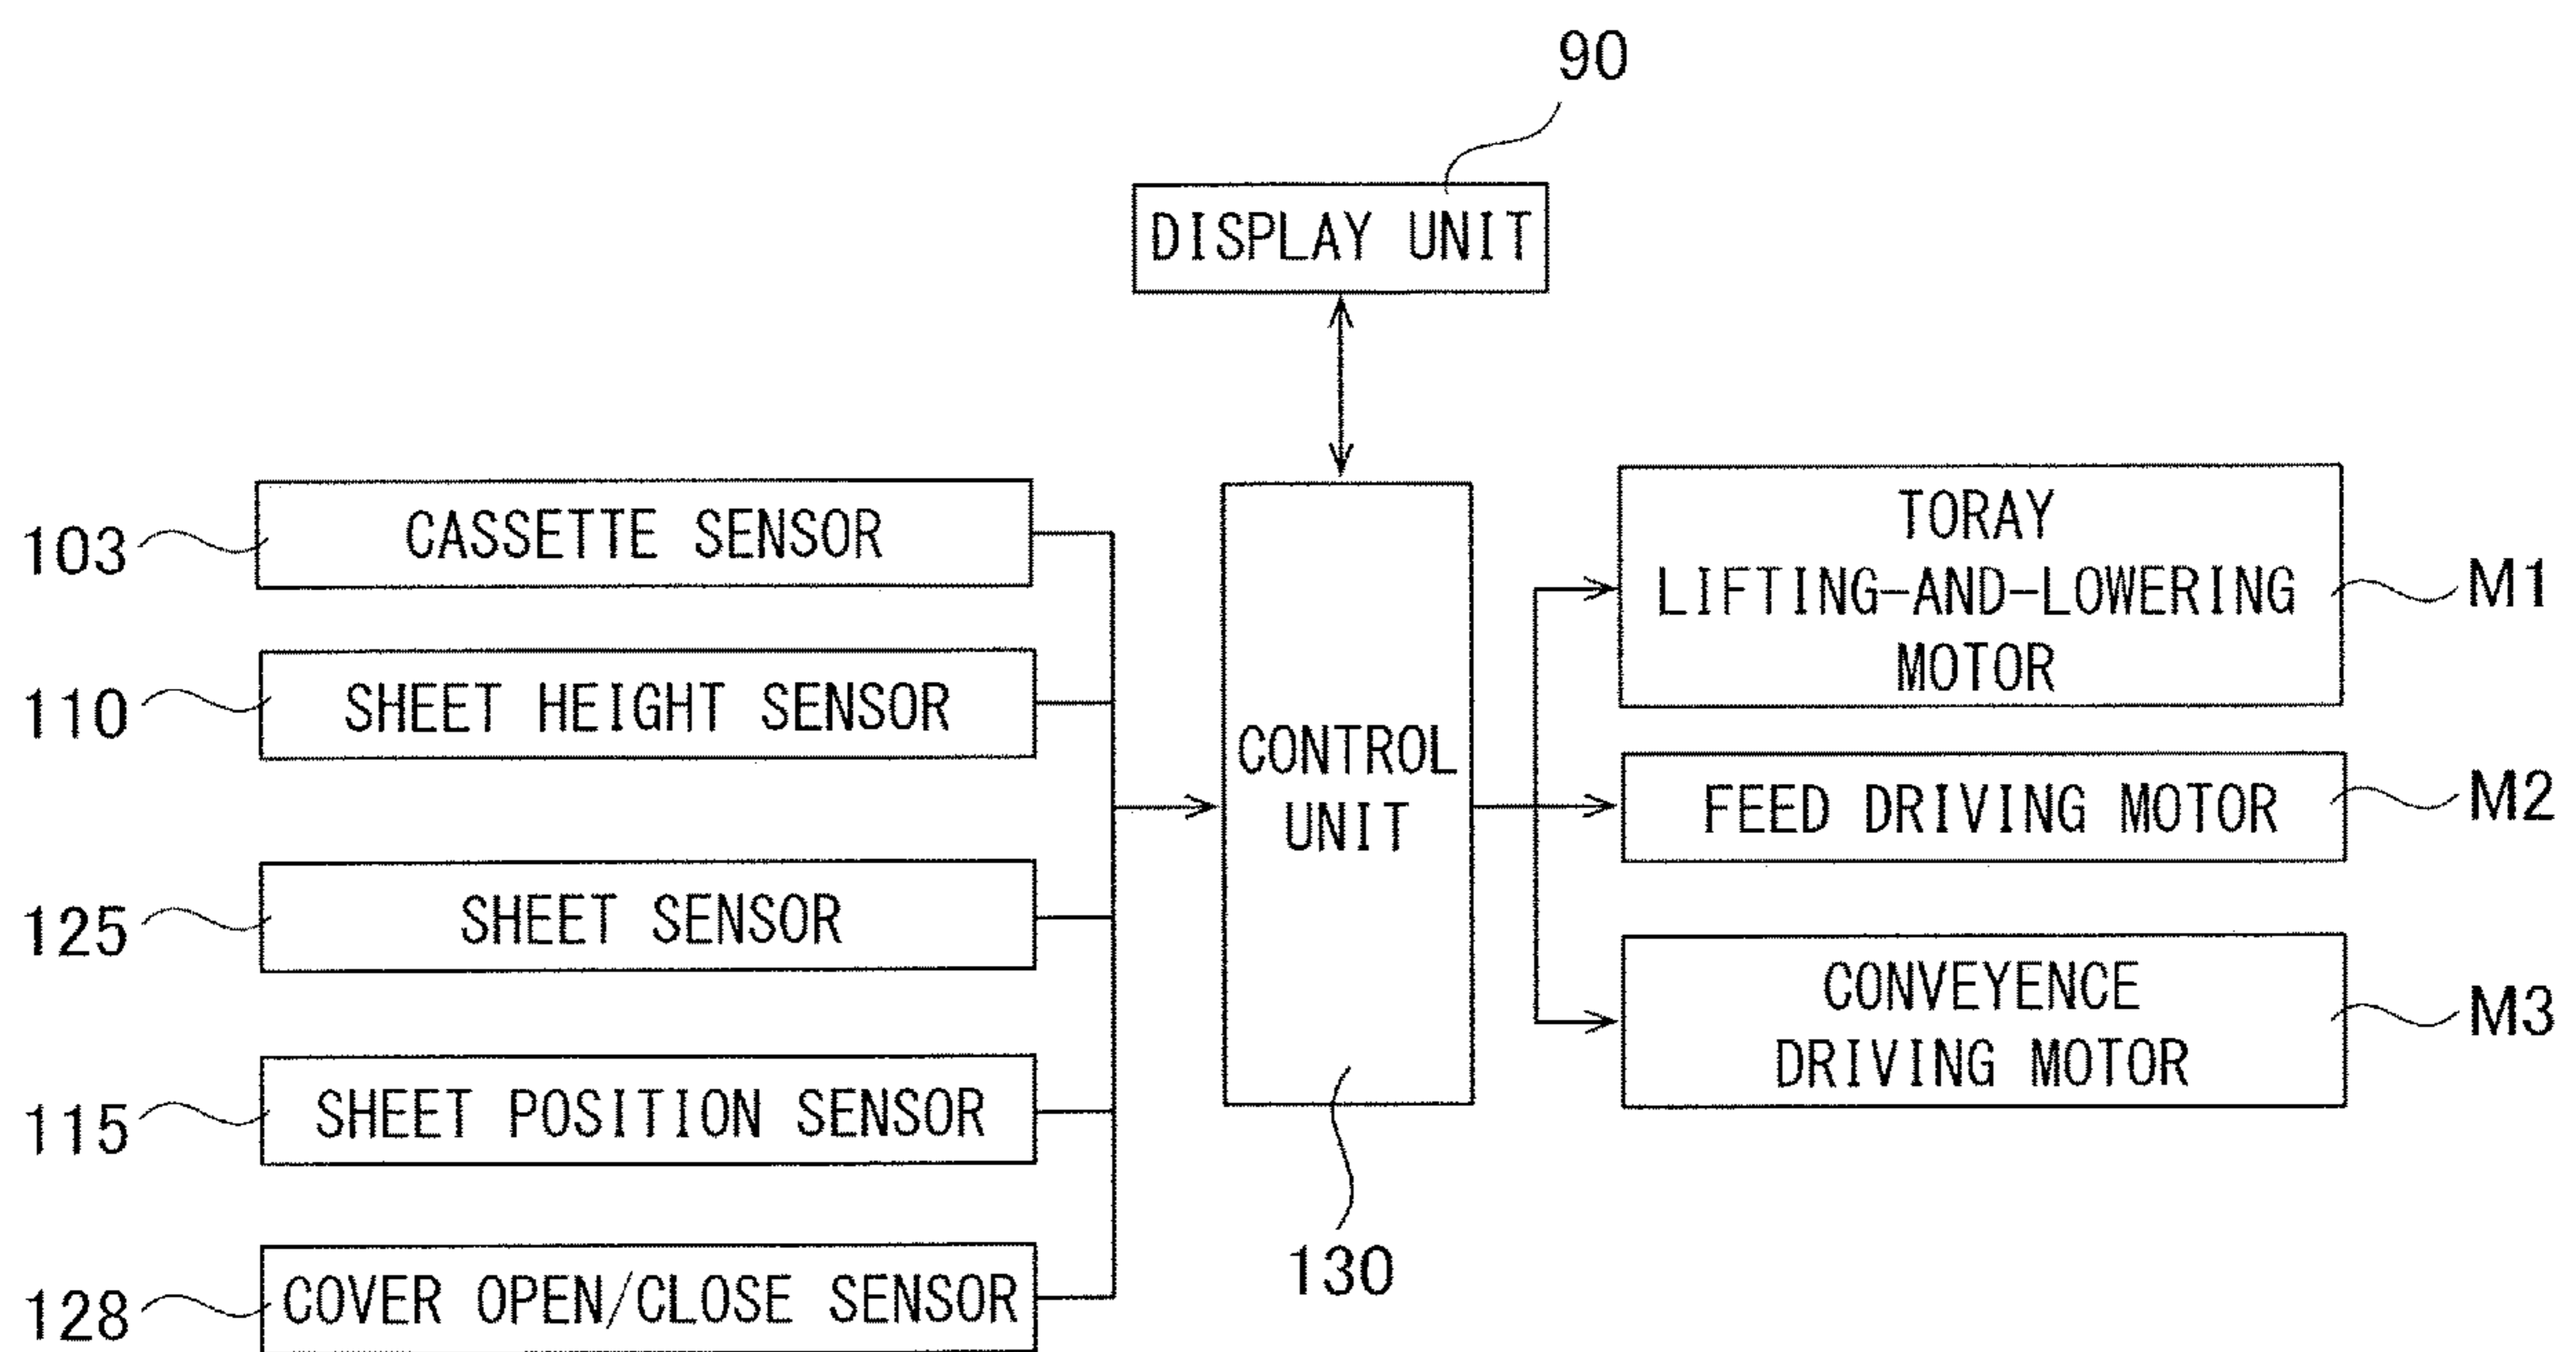 90
DISPLAY UNIT
103
CASSETTE SENSOR
110
SHEET HEIGHT SENSOR
125
SHEET SENSOR
115
SHEET POSITION SENSOR
128
COVER OPEN/CLOSE SENSOR
CONTROL
UNIT
130
TORAY
LIFTING-AND-LOWERING
MOTOR
M1
FEED DRIVING MOTOR
M2
CONVEYENCE
DRIVING MOTOR
M3